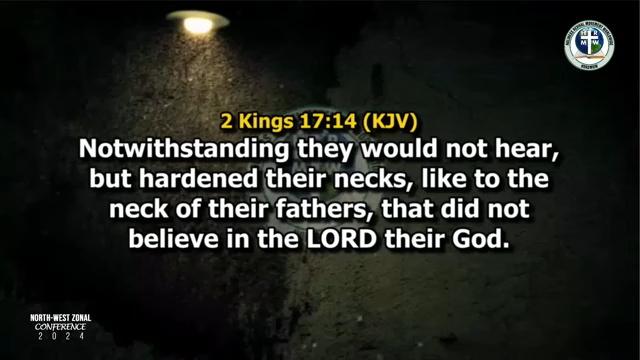 2 Kings 17:14 (KJV)
Notwithstanding they would not hear,
but hardened their necks, like to the
neck of their fathers, that did not
believe in the LORD their God.
NORTH-WEST ZONAL
CONFERENCE
2024